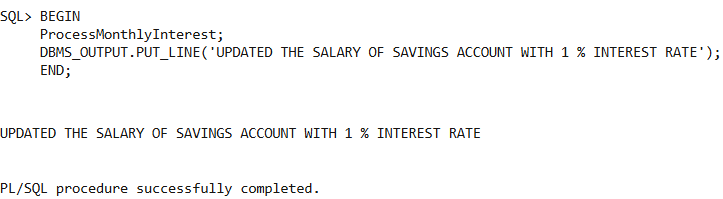 SQL> BEGIN
ProcessMonthlyInterest;
DBMS_OUTPUT.PUT_LINE('UPDATED THE SALARY OF SAVINGS ACCOUNT WITH 1 % INTEREST RATE');
END;
UPDATED THE SALARY OF SAVINGS ACCOUNT WITH 1 % INTEREST RATE
PL/SQL procedure successfully completed.